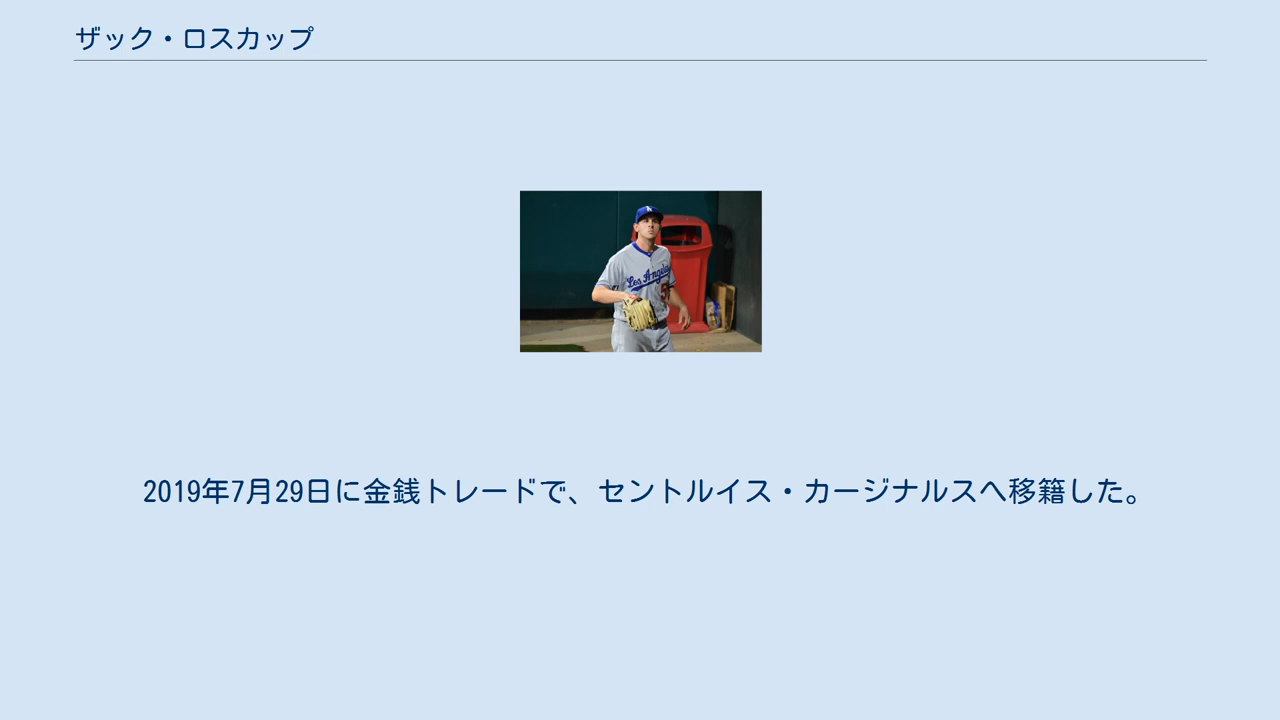 ザック・ロスカップ
Los Angeles
2019年7月29日に金銭トレードで、セントルイス・カージナルスへ移籍した。